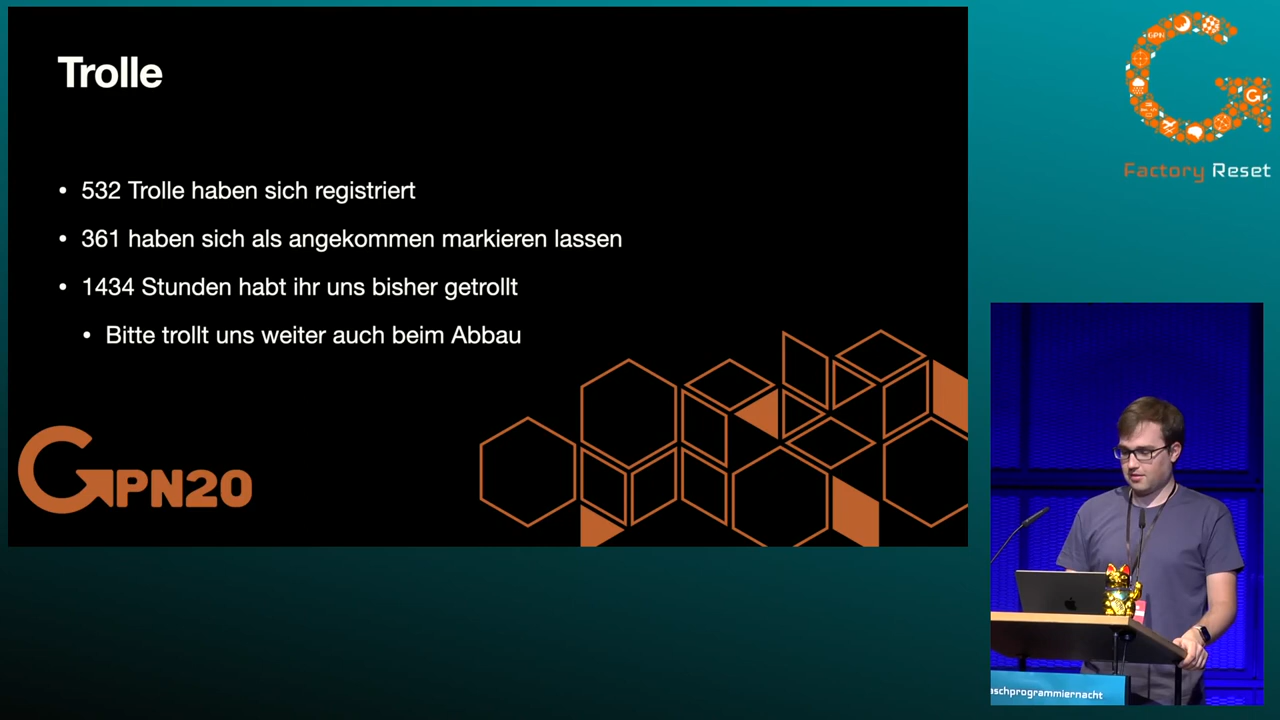 Trolle
• 532 Trolle haben sich registriert
• 361 haben sich als angekommen markieren lassen
• 1434 Stunden habt ihr uns bisher getrollt
• Bitte trollt uns weiter auch beim Abbau
GPN20
Factory Reset
aschprogrammiernacht